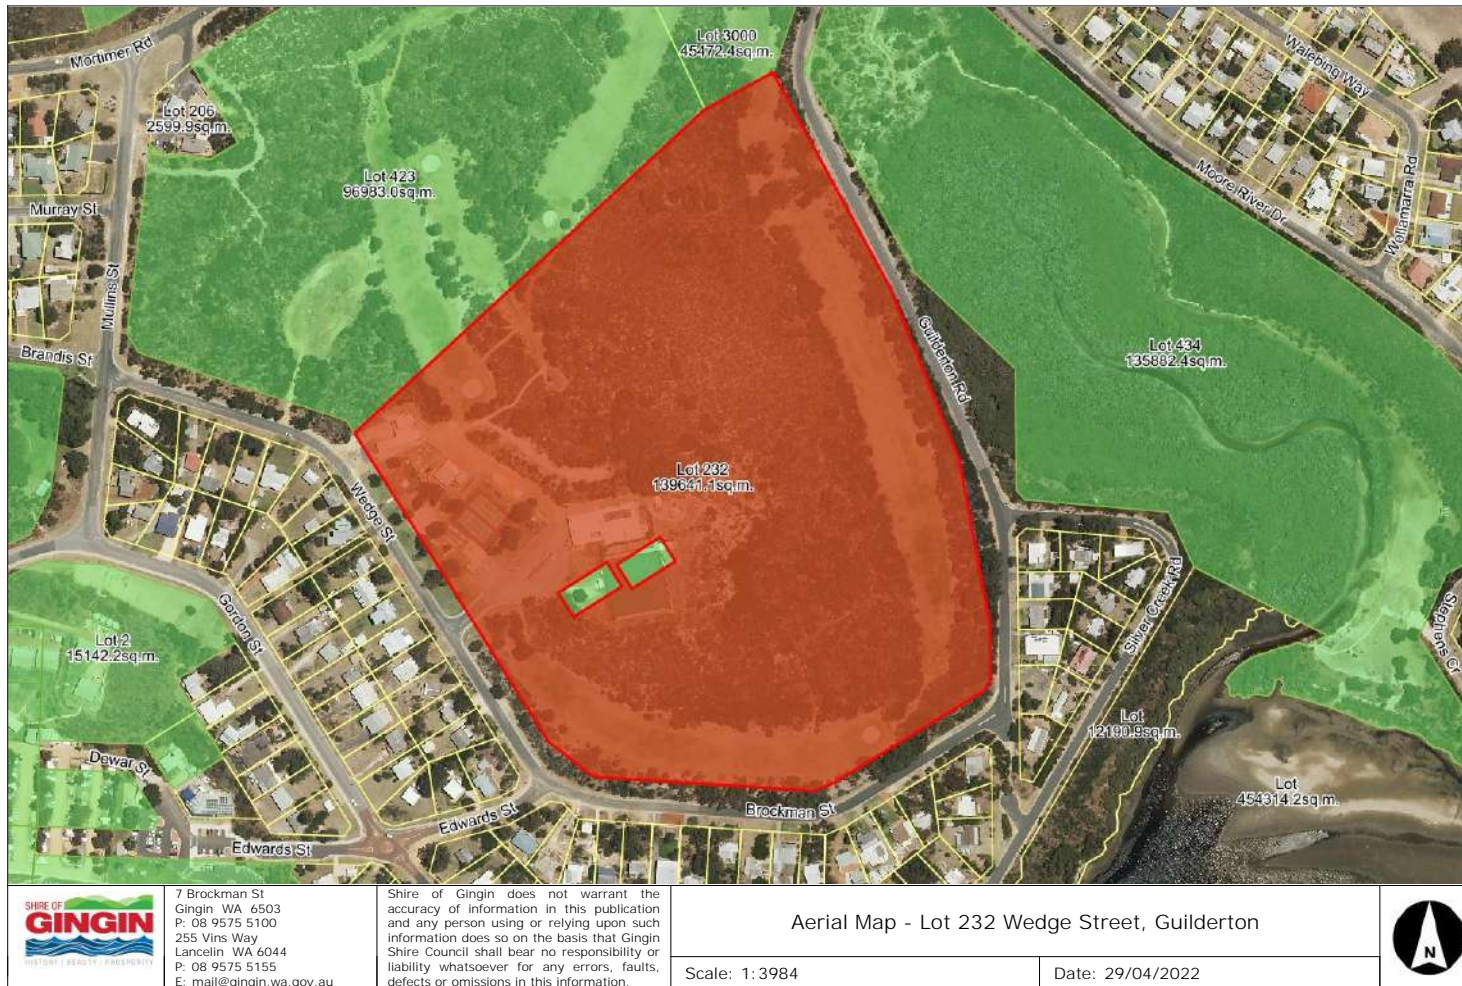 Mortimer Rd
Lot 3000
45472.4sq.m.
Walebing Way
Lot 206
2599.9sq.m.
Lot 423
96983.0sq.m.
Moore River Dr
Wollamarra Rd
Murray St
Mullins St
Guilderton Rd
Brandis St
Lot 434
135882.4sq.m.
Lot 232
139641.1sq.m.
Wedge St
Silver Creek Rd
Stephens Cr
Gordon St
Lot 2
15142.2sq.m.
Lot
12190.9sq.m.
Dewar St
Lot
454314.2sq.m.
Edwards St
Brockman St
Edwards St
SHIRE OF
GINGIN
HISTORY | BEAUTY | PROSPERITY
7 Brockman St
Gingin WA 6503
P: 08 9575 5100
255 Vins Way
Lancelin WA 6044
P: 08 9575 5155
E: mail@gingin.wa.gov.au
Shire of Gingin does not warrant the
accuracy of information in this publication
and any person using or relying upon such
information does so on the basis that Gingin
Shire Council shall bear no responsibility or
liability whatsoever for any errors, faults,
defects or omissions in this information.
Aerial Map - Lot 232 Wedge Street, Guilderton
Scale: 1:3984
Date: 29/04/2022
N